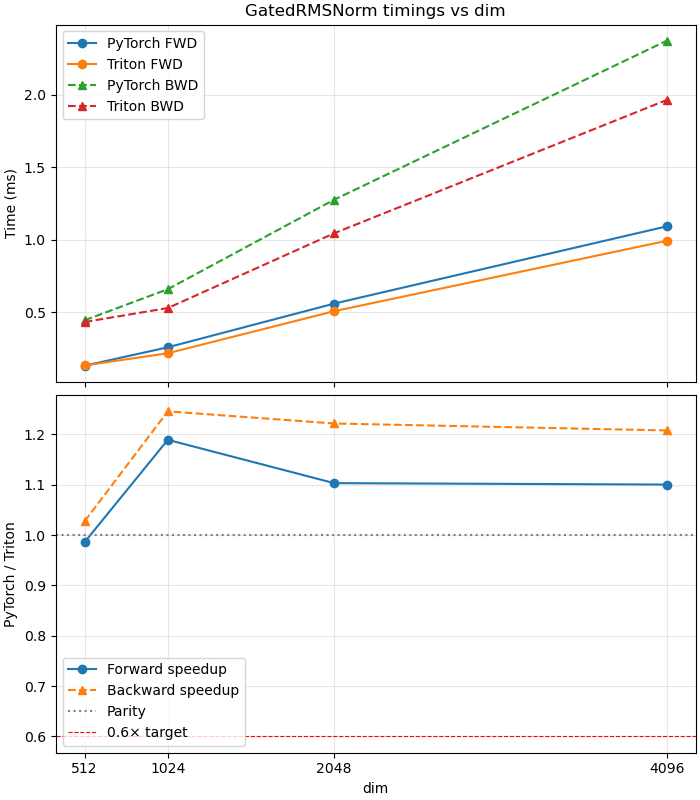 GatedRMSNorm timings vs dim
PyTorch FWD
Triton FWD
PyTorch BWD
Triton BWD
2.0
1.5
1.0
0.5
Time (ms)
1.2
1.1
1.0
0.9
0.8
0.7
0.6
PyTorch / Triton
Forward speedup
Backward speedup
Parity
0.6× target
512 1024 2048 4096
dim